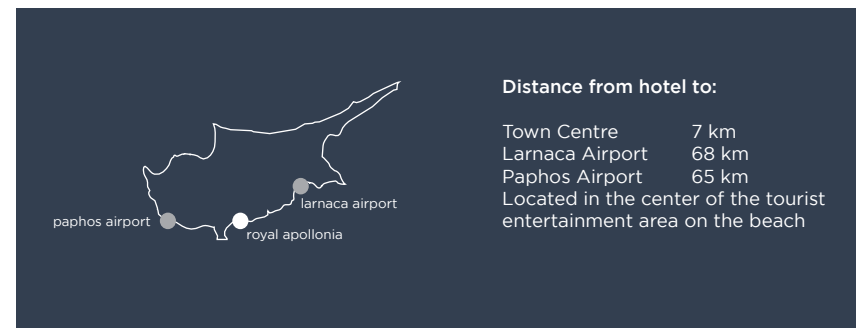 paphos airport
royal apollonia
larnaca airport
Distance from hotel to:
Town Centre 7 km
Larnaca Airport 68 km
Paphos Airport 65 km
Located in the center of the tourist
entertainment area on the beach